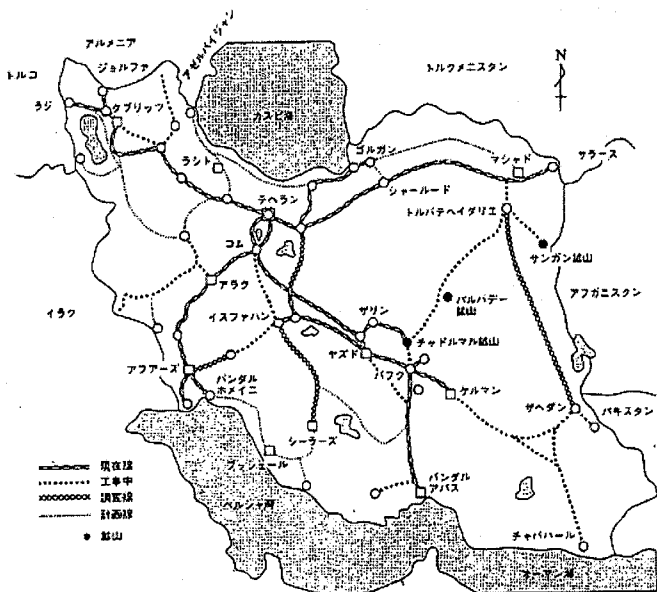 アルメニア
トルコ
ジョルファ
アゼルバイジャン
ラジ
タブリッツ
カスピ海
トルクメニスタン
N
ラシト
ゴルガン
マシャド
サラース
テヘラン
シャールード
トルバテヘイダリエ
コム
サンガン鉱山
アラク
アフガニスタン
イラク
イスファハン
ザリン
バルバデー
鉱山
チャドルマル鉱山
ヤズド
バフク
アフアーズ
バンダル
ホメイニ
ケルマン
ザヘダン
パキスタン
シーラーズ
ブッシェール
現在線
工事中
調査線
計画線
鉱山
ペルシャ湾
バンダル
アバス
チャバハール
オーマン湾